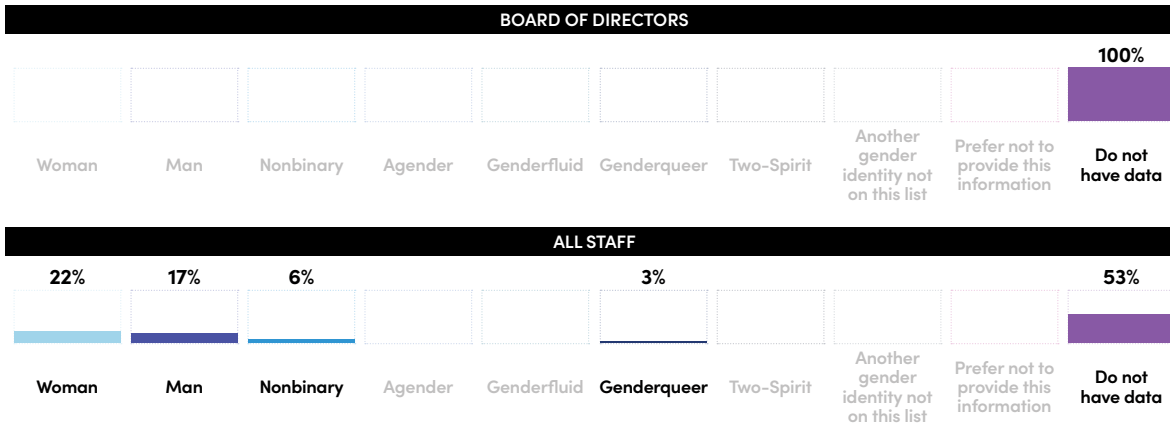 BOARD OF DIRECTORS
100%
Woman
Man
Nonbinary
Agender
Genderfluid
Genderqueer
Two-Spirit
Another
gender
identity not
on this list
Prefer not to
provide this
information
Do not
have data
ALL STAFF
22%
17%
6%
3%
53%
Woman
Man
Nonbinary
Agender
Genderfluid
Genderqueer
Two-Spirit
Another
gender
identity not
on this list
Prefer not to
provide this
information
Do not
have data